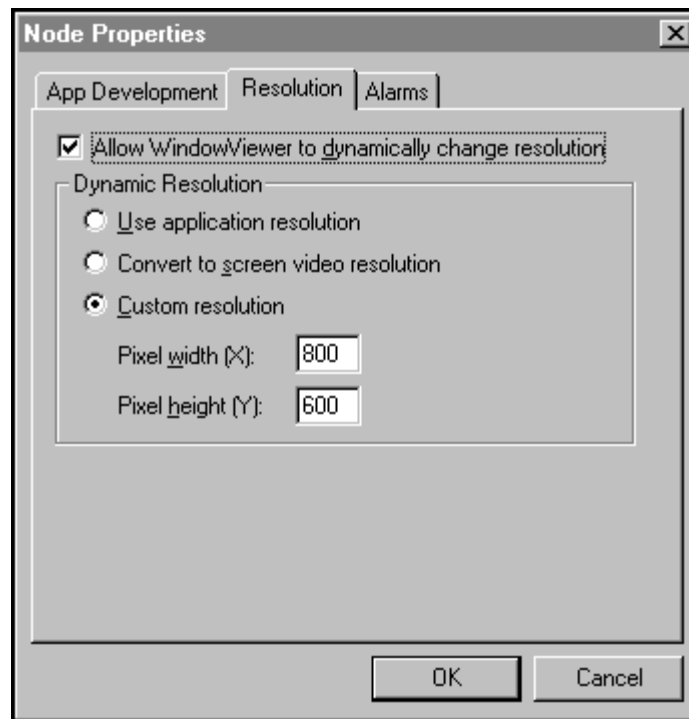 Node Properties
App Development Resolution Alarms
Allow WindowViewer to dynamically change resolution
Dynamic Resolution
Use application resolution
Convert to screen video resolution
Custom resolution
Pixel width (X): 800
Pixel height (Y): 600
OK Cancel